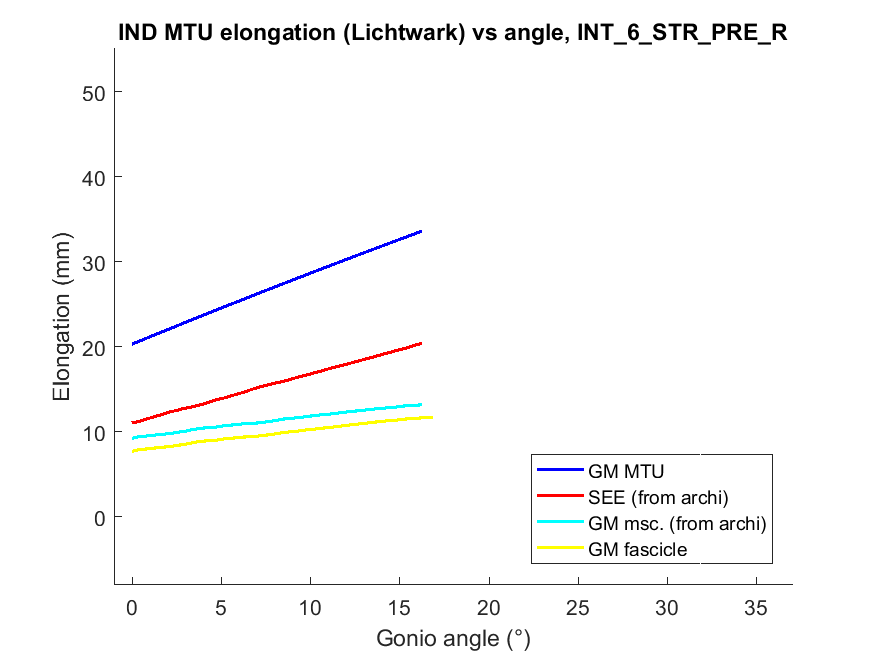 IND MTU elongation (Lichtwark) vs angle, INT_6_STR_PRE_R
50
40
30
20
10
0
Elongation (mm)
GM MTU
SEE (from archi)
GM msc. (from archi)
GM fascicle
0 5 10 15 20 25 30 35
Gonio angle (°)